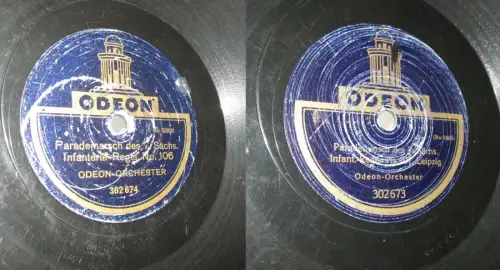 ODEON
Parademarsch des Sächs.
Infanterie-Regts. No. 106
ODEON-ORCHESTER
302674
ODEON
Parademarsch des Sächs.
Infant. Leipzig
Odeon-Orchester
302673